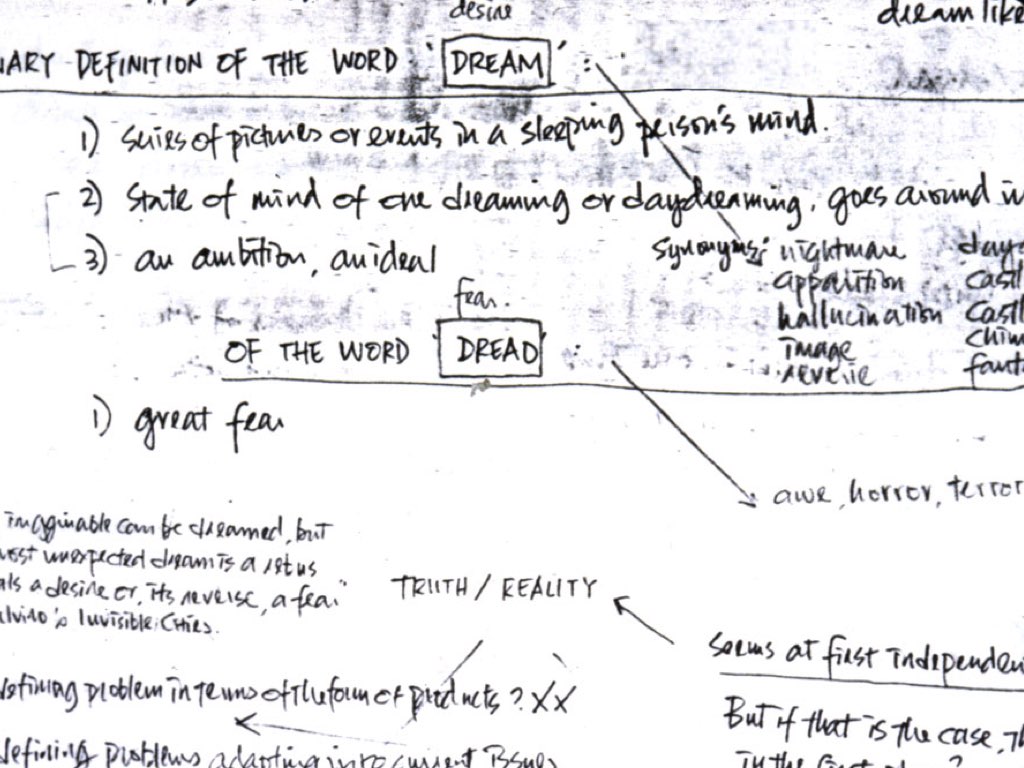 desire
dream like
NARY DEFINITION OF THE WORD 'DREAM' :
1) series of pictures or events in a sleeping person's mind.
2) State of mind of one dreaming or daydreaming. goes around in
3) an ambition, an ideal
Synonyms: nightmare day
apparition castl
hallucination castl
image chim
reverie fant
fear.
OF THE WORD 'DREAD' :
1) great fear
awe, horror, terror
imaginable can be dreamed, but
most unexpected dream is a rebus
als a desire or, its reverse, a fear"
lvino's Invisible Cities.
TRUTH / REALITY
seems at first independen
defining problem in terms of the form of products? XX
But if that is the case, th
defining problems adapting into current issues
in the first place?